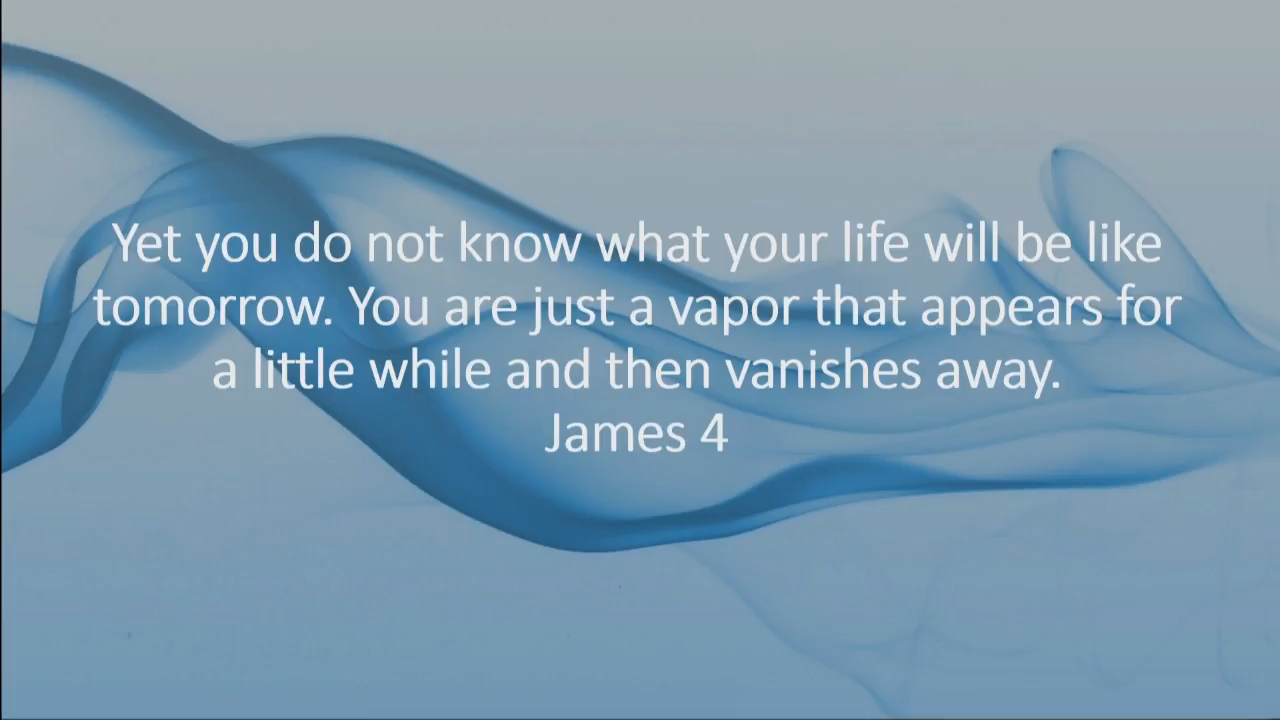 Yet you do not know what your life will be like
tomorrow. You are just a vapor that appears for
a little while and then vanishes away.
James 4